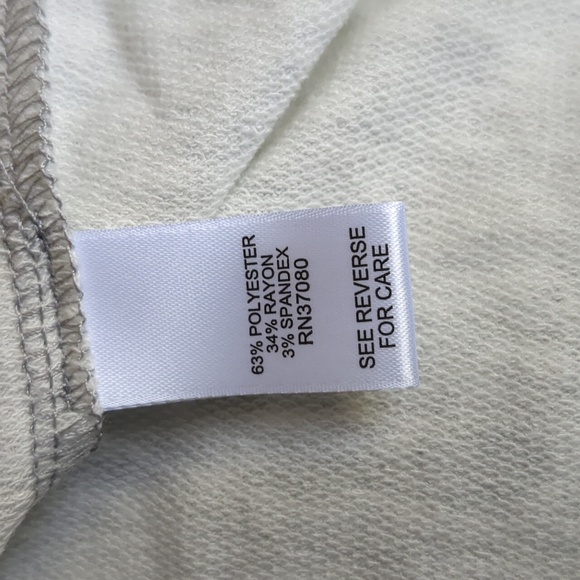 63% POLYESTER
34% RAYON
3% SPANDEX
RN37080
SEE REVERSE
FOR CARE